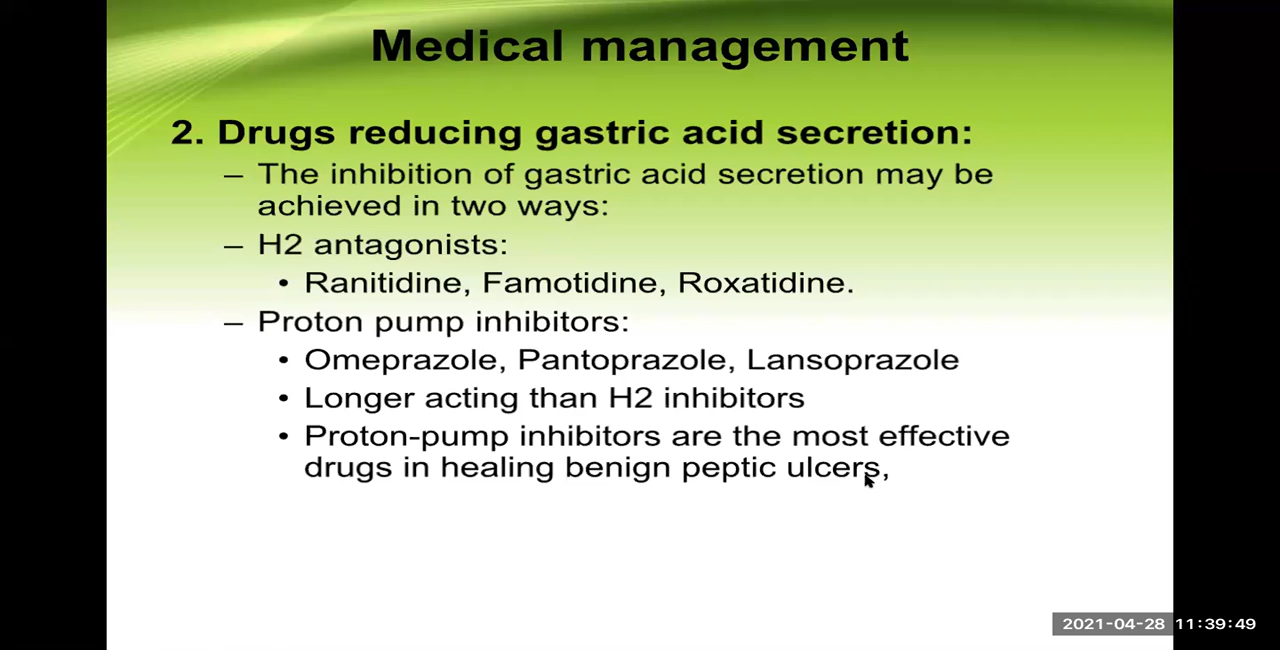 Medical management
2. Drugs reducing gastric acid secretion:
– The inhibition of gastric acid secretion may be
achieved in two ways:
– H2 antagonists:
• Ranitidine, Famotidine, Roxatidine.
– Proton pump inhibitors:
• Omeprazole, Pantoprazole, Lansoprazole
• Longer acting than H2 inhibitors
• Proton-pump inhibitors are the most effective
drugs in healing benign peptic ulcers,
2021-04-28 11:39:49